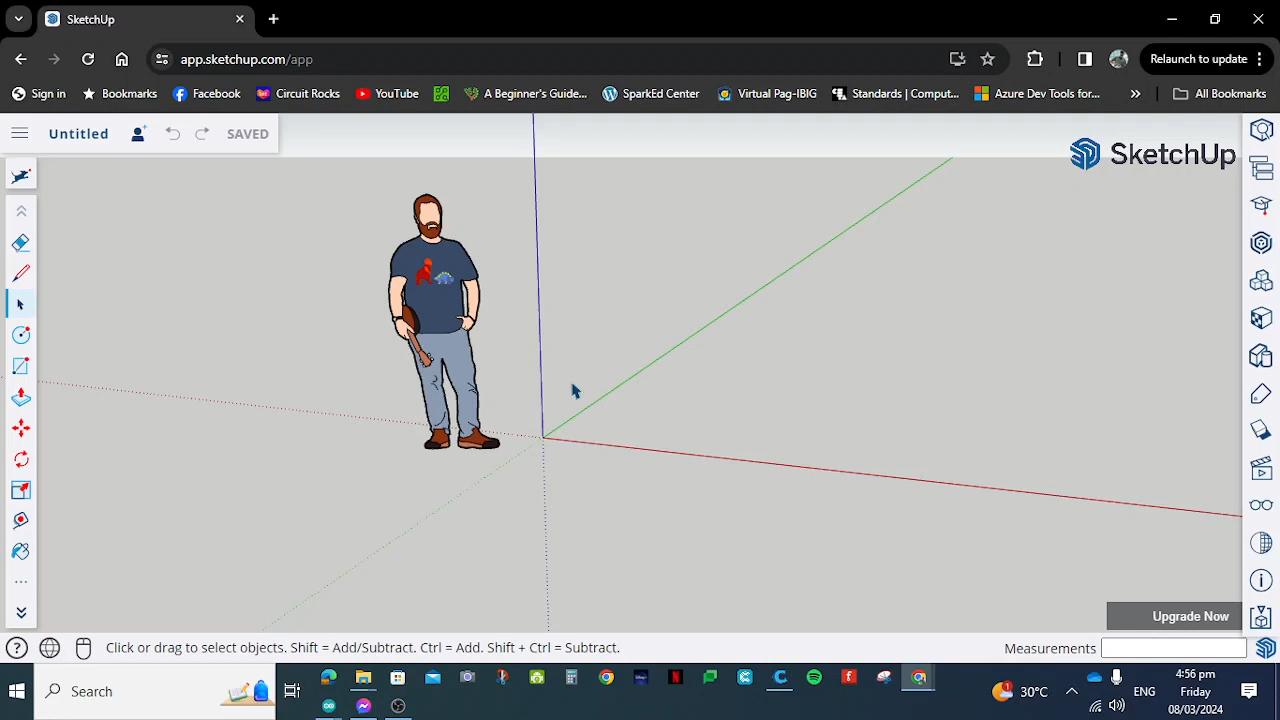 SketchUp
app.sketchup.com/app
Relaunch to update
Sign in
Bookmarks
Facebook
Circuit Rocks
YouTube
A Beginner's Guide...
SparkEd Center
Virtual Pag-IBIG
Standards | Comput...
Azure Dev Tools for...
All Bookmarks
Untitled
SAVED
SketchUp
Upgrade Now
Click or drag to select objects. Shift = Add/Subtract. Ctrl = Add. Shift + Ctrl = Subtract.
Measurements
Search
30°C
ENG
4:56 pm
Friday
08/03/2024